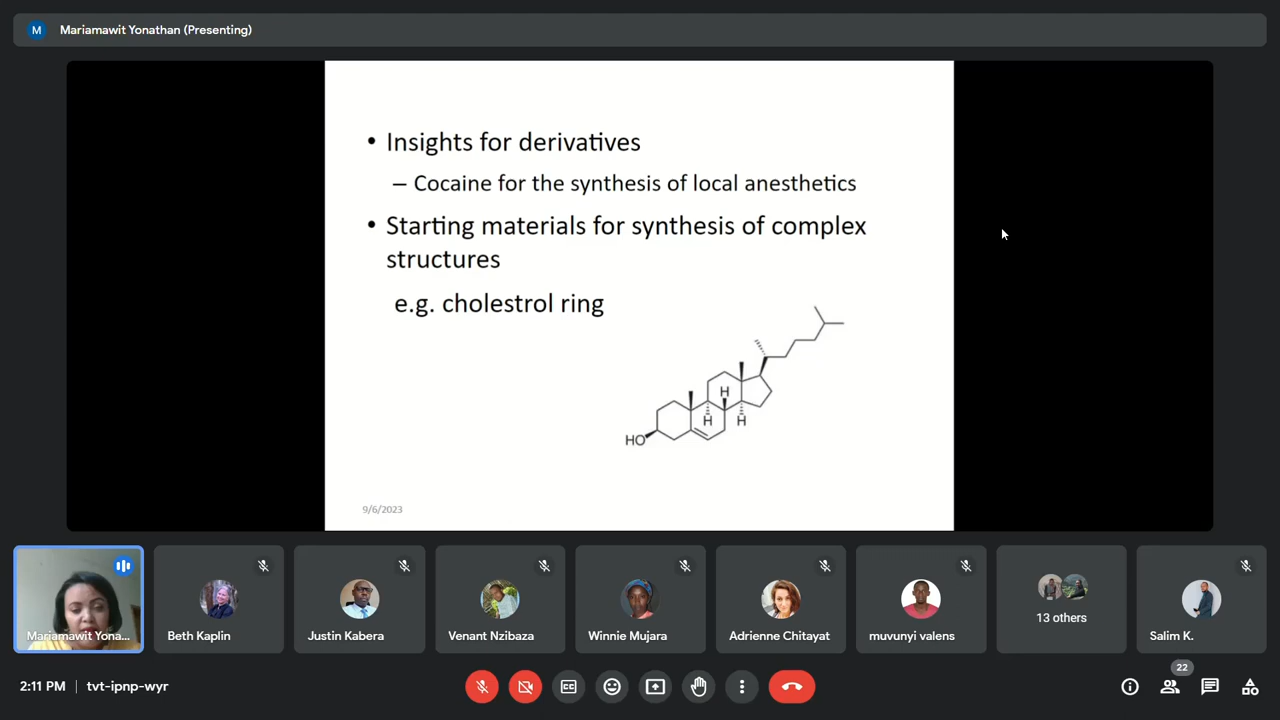 M Mariamawit Yonathan (Presenting)
• Insights for derivatives
– Cocaine for the synthesis of local anesthetics
• Starting materials for synthesis of complex
structures
e.g. cholestrol ring
H
H
H
HO
9/6/2023
Mariamawit Yona...
Beth Kaplin
Justin Kabera
Venant Nzibaza
Winnie Mujara
Adrienne Chitayat
muvunyi valens
13 others
Salim K.
2:11 PM | tvt-ipnp-wyr
22